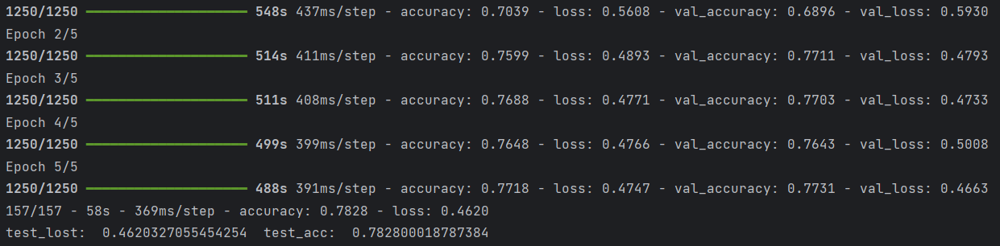 1250/1250 ━━━━━━━━━━━━━━━━━━━━ 548s 437ms/step - accuracy: 0.7039 - loss: 0.5608 - val_accuracy: 0.6896 - val_loss: 0.5930
Epoch 2/5
1250/1250 ━━━━━━━━━━━━━━━━━━━━ 514s 411ms/step - accuracy: 0.7599 - loss: 0.4893 - val_accuracy: 0.7711 - val_loss: 0.4793
Epoch 3/5
1250/1250 ━━━━━━━━━━━━━━━━━━━━ 511s 408ms/step - accuracy: 0.7688 - loss: 0.4771 - val_accuracy: 0.7703 - val_loss: 0.4733
Epoch 4/5
1250/1250 ━━━━━━━━━━━━━━━━━━━━ 499s 399ms/step - accuracy: 0.7648 - loss: 0.4766 - val_accuracy: 0.7643 - val_loss: 0.5008
Epoch 5/5
1250/1250 ━━━━━━━━━━━━━━━━━━━━ 488s 391ms/step - accuracy: 0.7718 - loss: 0.4747 - val_accuracy: 0.7731 - val_loss: 0.4663
157/157 - 58s - 369ms/step - accuracy: 0.7828 - loss: 0.4620
test_lost:  0.4620327055454254  test_acc:  0.782800018787384